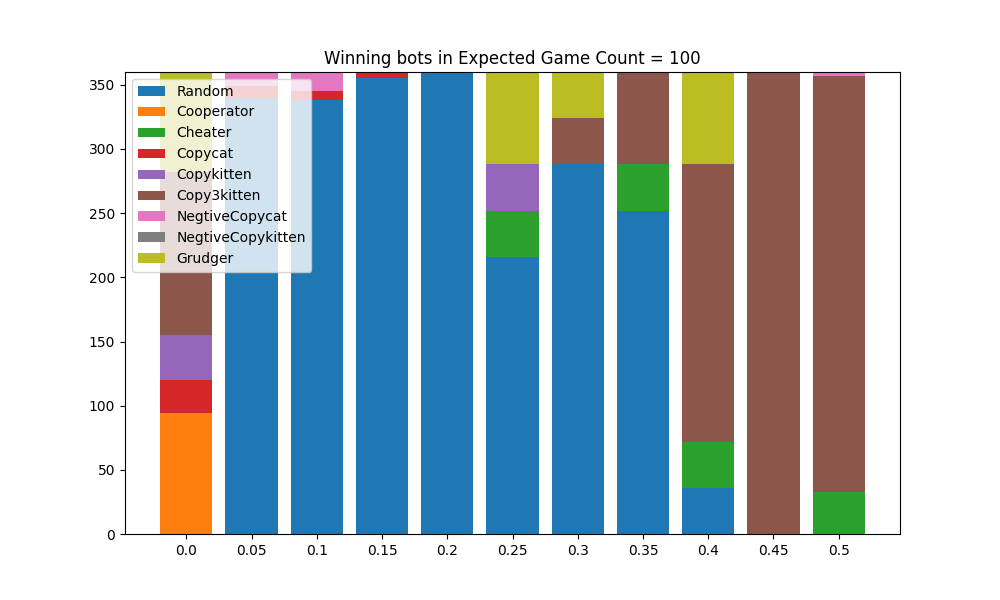 Winning bots in Expected Game Count = 100
350
300
250
200
150
100
50
0
Random
Cooperator
Cheater
Copycat
Copykitten
Copy3kitten
NegtiveCopycat
NegtiveCopykitten
Grudger
0.0 0.05 0.1 0.15 0.2 0.25 0.3 0.35 0.4 0.45 0.5